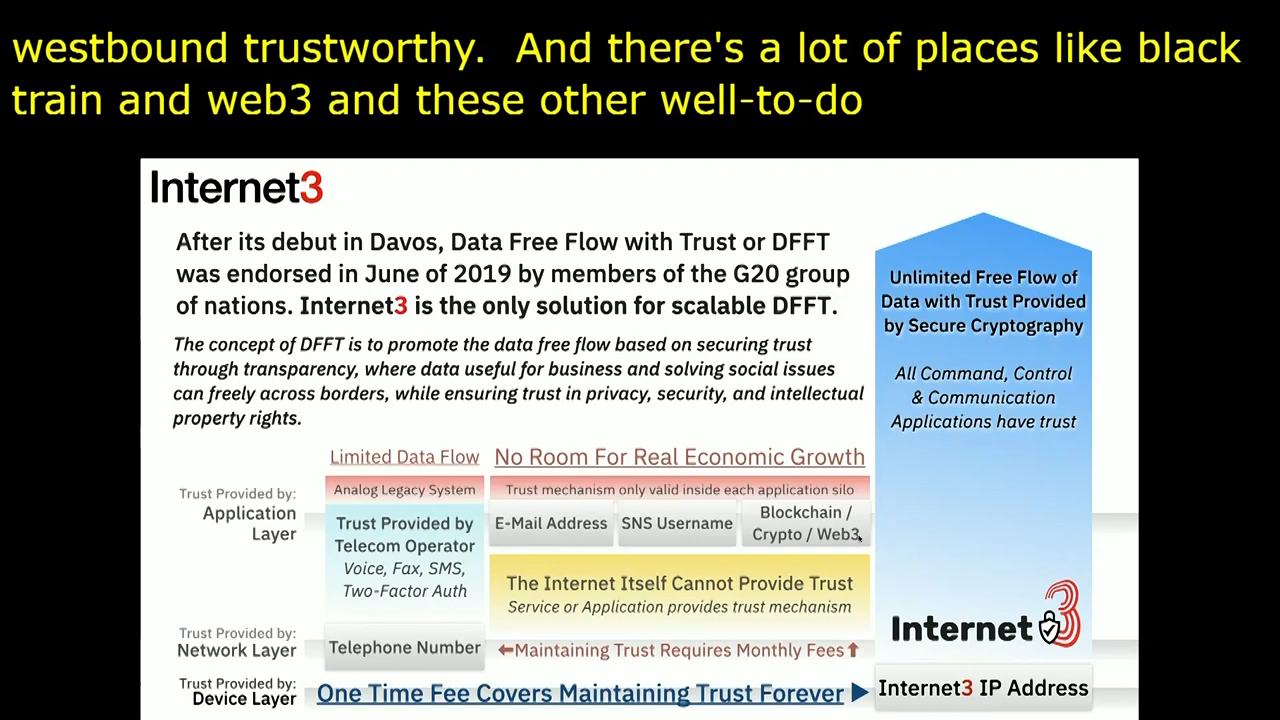 westbound trustworthy.  And there's a lot of places like black
train and web3 and these other well-to-do
Internet3
After its debut in Davos, Data Free Flow with Trust or DFFT
was endorsed in June of 2019 by members of the G20 group
of nations. Internet3 is the only solution for scalable DFFT.
The concept of DFFT is to promote the data free flow based on securing trust
through transparency, where data useful for business and solving social issues
can freely across borders, while ensuring trust in privacy, security, and intellectual
property rights.
Unlimited Free Flow of
Data with Trust Provided
by Secure Cryptography
All Command, Control
& Communication
Applications have trust
Limited Data Flow
No Room For Real Economic Growth
Trust Provided by:
Application
Layer
Analog Legacy System
Trust mechanism only valid inside each application silo
Trust Provided by
Telecom Operator
Voice, Fax, SMS,
Two-Factor Auth
E-Mail Address
SNS Username
Blockchain /
Crypto / Web3
The Internet Itself Cannot Provide Trust
Service or Application provides trust mechanism
Internet 3
Trust Provided by:
Network Layer
Telephone Number
⬅Maintaining Trust Requires Monthly Fees⬆
Trust Provided by:
Device Layer
One Time Fee Covers Maintaining Trust Forever ▶
Internet3 IP Address